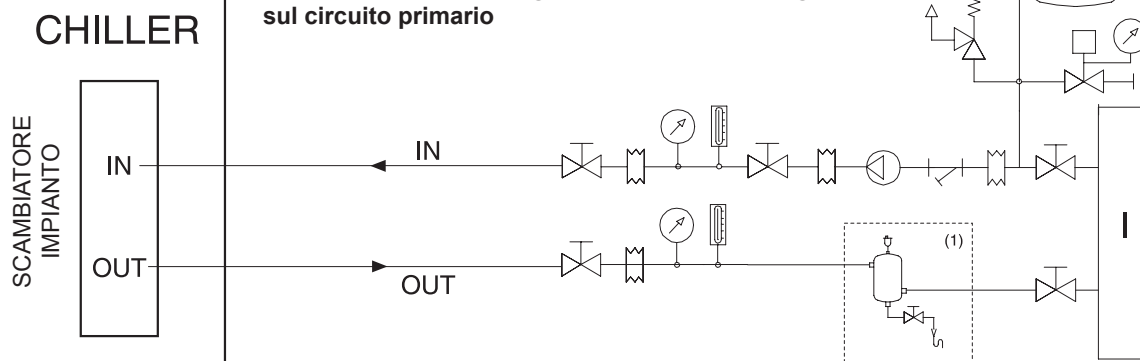 sul circuito primario
CHILLER
SCAMBIATORE
IMPIANTO
IN
IN
OUT
OUT
(1)
I